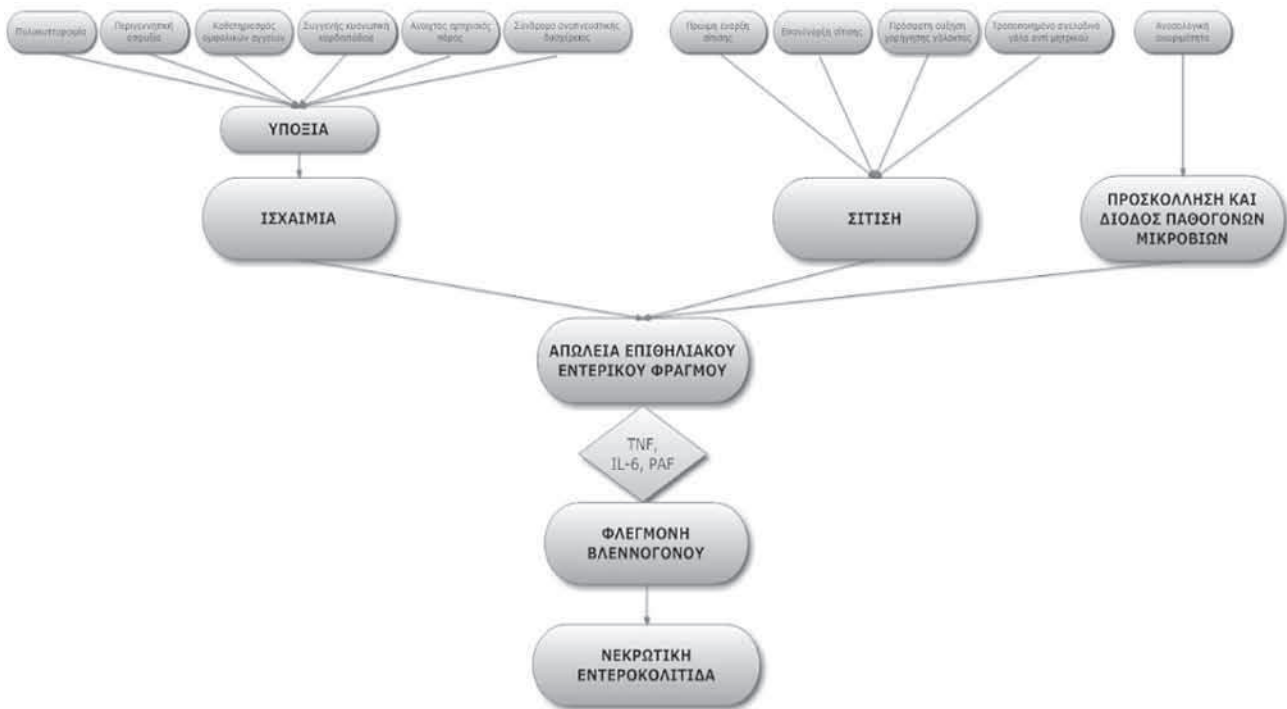 Πολυκυτταραιμία
Περιγεννητική
ασφυξία
Καθετηριασμός
ομφαλικών αγγείων
Συγγενής κυανωτική
καρδιοπάθεια
Ανοιχτός αρτηριακός
πόρος
Σύνδρομο αναπνευστικής
δυσχέρειας
Πρώιμη έναρξη
σίτισης
Επανέναρξη σίτισης
Πρόσφατη αύξηση
χορήγησης γάλακτος
Τροποποιημένο αγελαδινό
γάλα αντί μητρικού
Ανοσολογική
ανωριμότητα
ΥΠΟΞΙΑ
ΙΣΧΑΙΜΙΑ
ΣΙΤΙΣΗ
ΠΡΟΣΚΟΛΛΗΣΗ ΚΑΙ
ΔΙΟΔΟΣ ΠΑΘΟΓΟΝΩΝ
ΜΙΚΡΟΒΙΩΝ
ΑΠΩΛΕΙΑ ΕΠΙΘΗΛΙΑΚΟΥ
ΕΝΤΕΡΙΚΟΥ ΦΡΑΓΜΟΥ
TNF,
IL-6, PAF
ΦΛΕΓΜΟΝΗ
ΒΛΕΝΝΟΓΟΝΟΥ
ΝΕΚΡΩΤΙΚΗ
ΕΝΤΕΡΟΚΟΛΙΤΙΔΑ